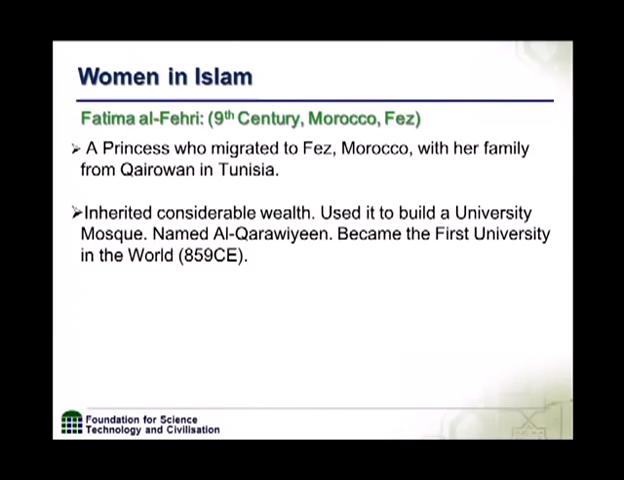 Women in Islam
Fatima al-Fehri: (9th Century, Morocco, Fez)
➢ A Princess who migrated to Fez, Morocco, with her family
from Qairowan in Tunisia.
➢Inherited considerable wealth. Used it to build a University
Mosque. Named Al-Qarawiyeen. Became the First University
in the World (859CE).
Foundation for Science
Technology and Civilisation